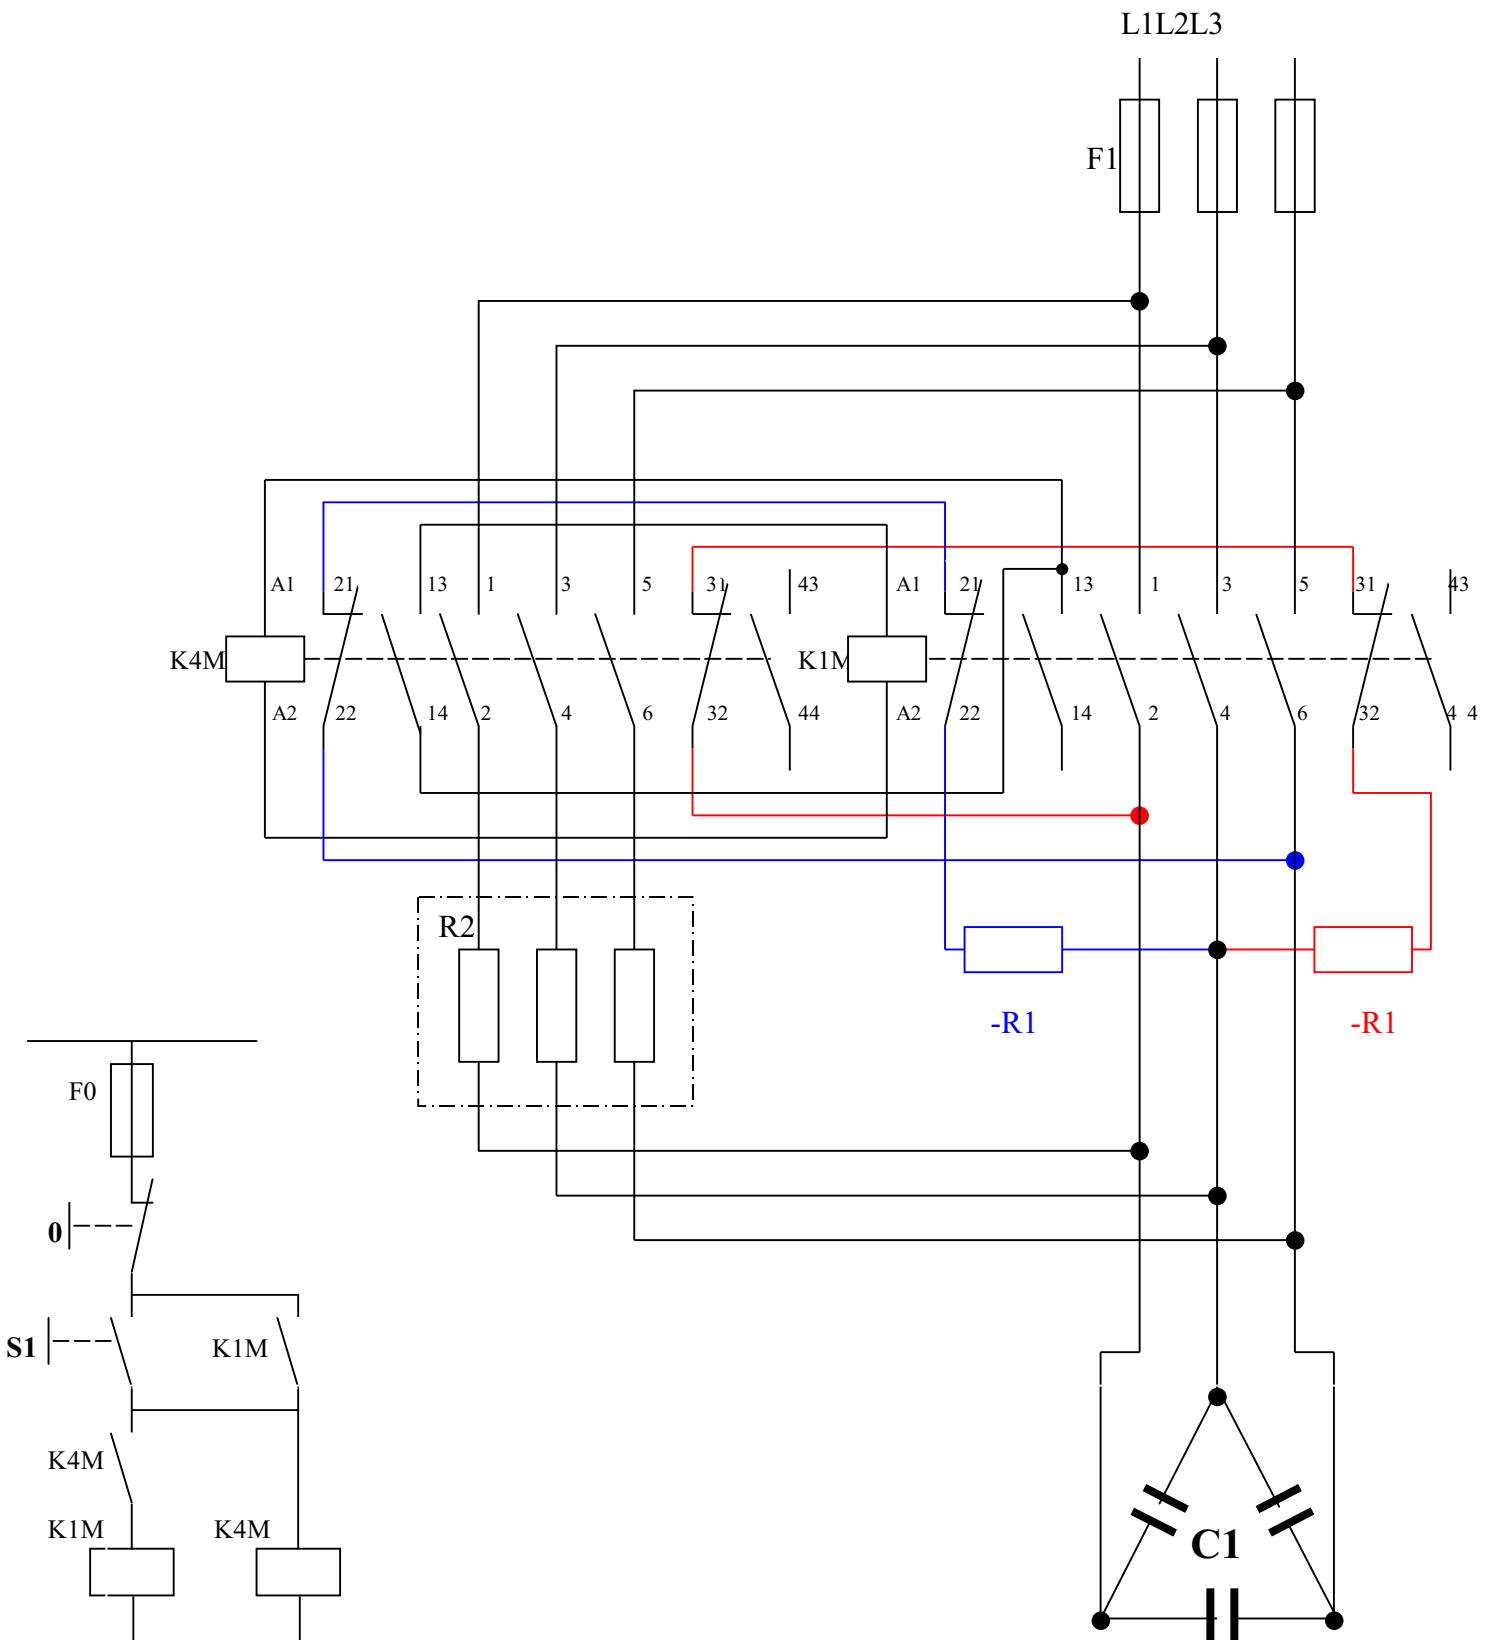 L1L2L3
F1
A1 21 13 1 3 5 31 43 A1 21 13 1 3 5 31 43
K4M K1M
A2 22 14 2 4 6 32 44 A2 22 14 2 4 6 32 4 4
R2
-R1 -R1
F0
0
S1 K1M
K4M
K1M K4M
C1